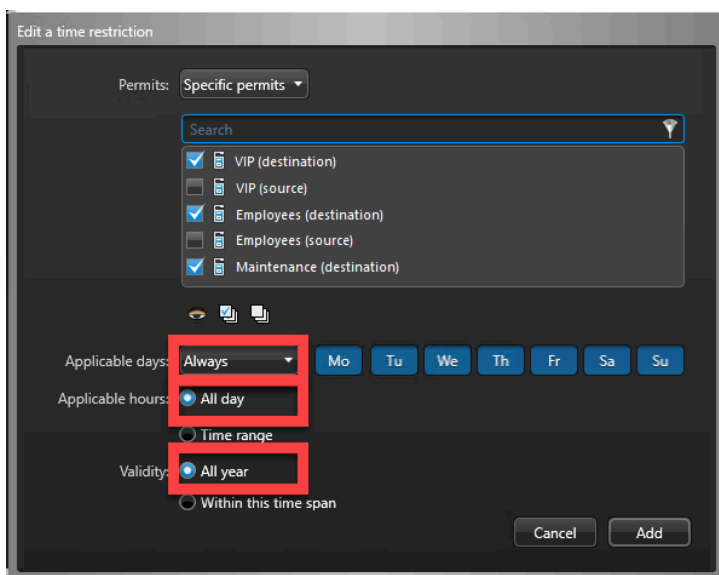 Edit a time restriction
Permits: Specific permits
Search
VIP (destination)
VIP (source)
Employees (destination)
Employees (source)
Maintenance (destination)
Applicable days: Always Mo Tu We Th Fr Sa Su
Applicable hours: All day
Time range
Validity: All year
Within this time span
Cancel Add